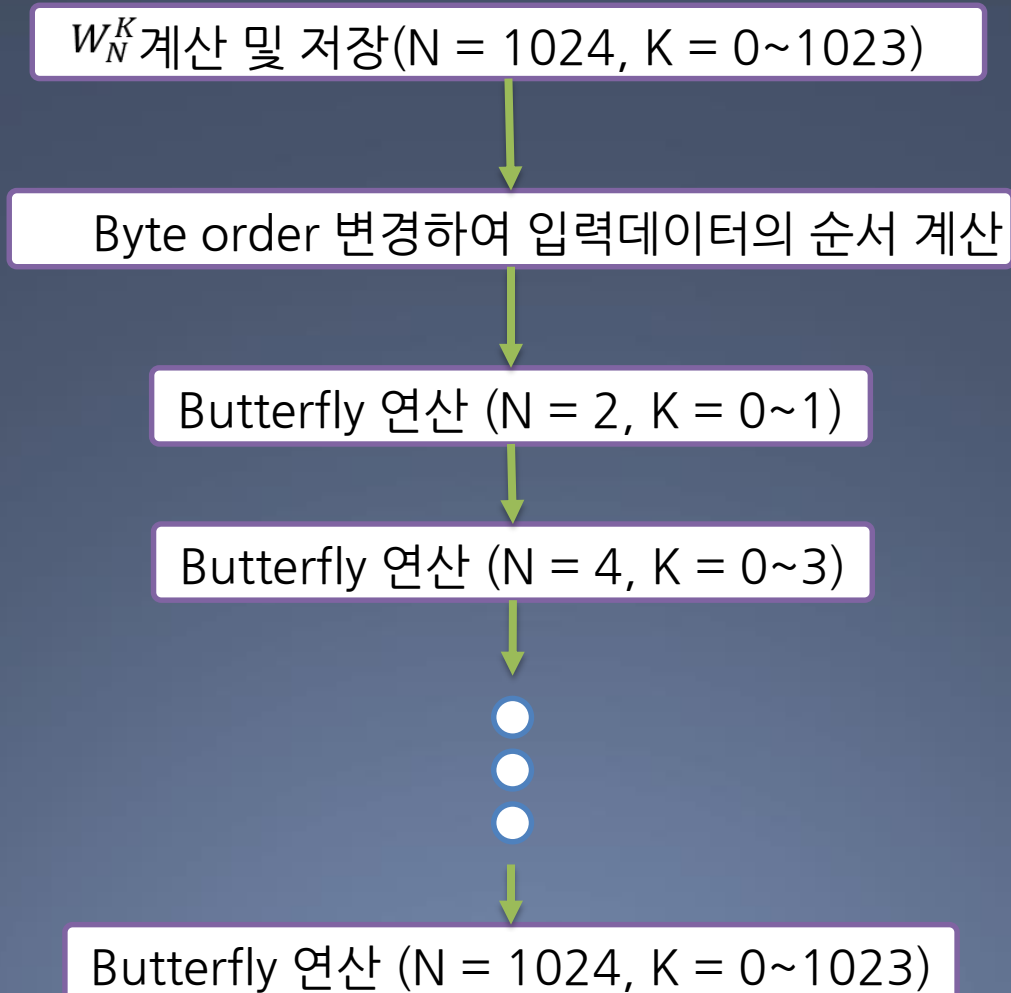 W_N^K계산 및 저장(N = 1024, K = 0~1023)
Byte order 변경하여 입력데이터의 순서 계산
Butterfly 연산 (N = 2, K = 0~1)
Butterfly 연산 (N = 4, K = 0~3)
Butterfly 연산 (N = 1024, K = 0~1023)